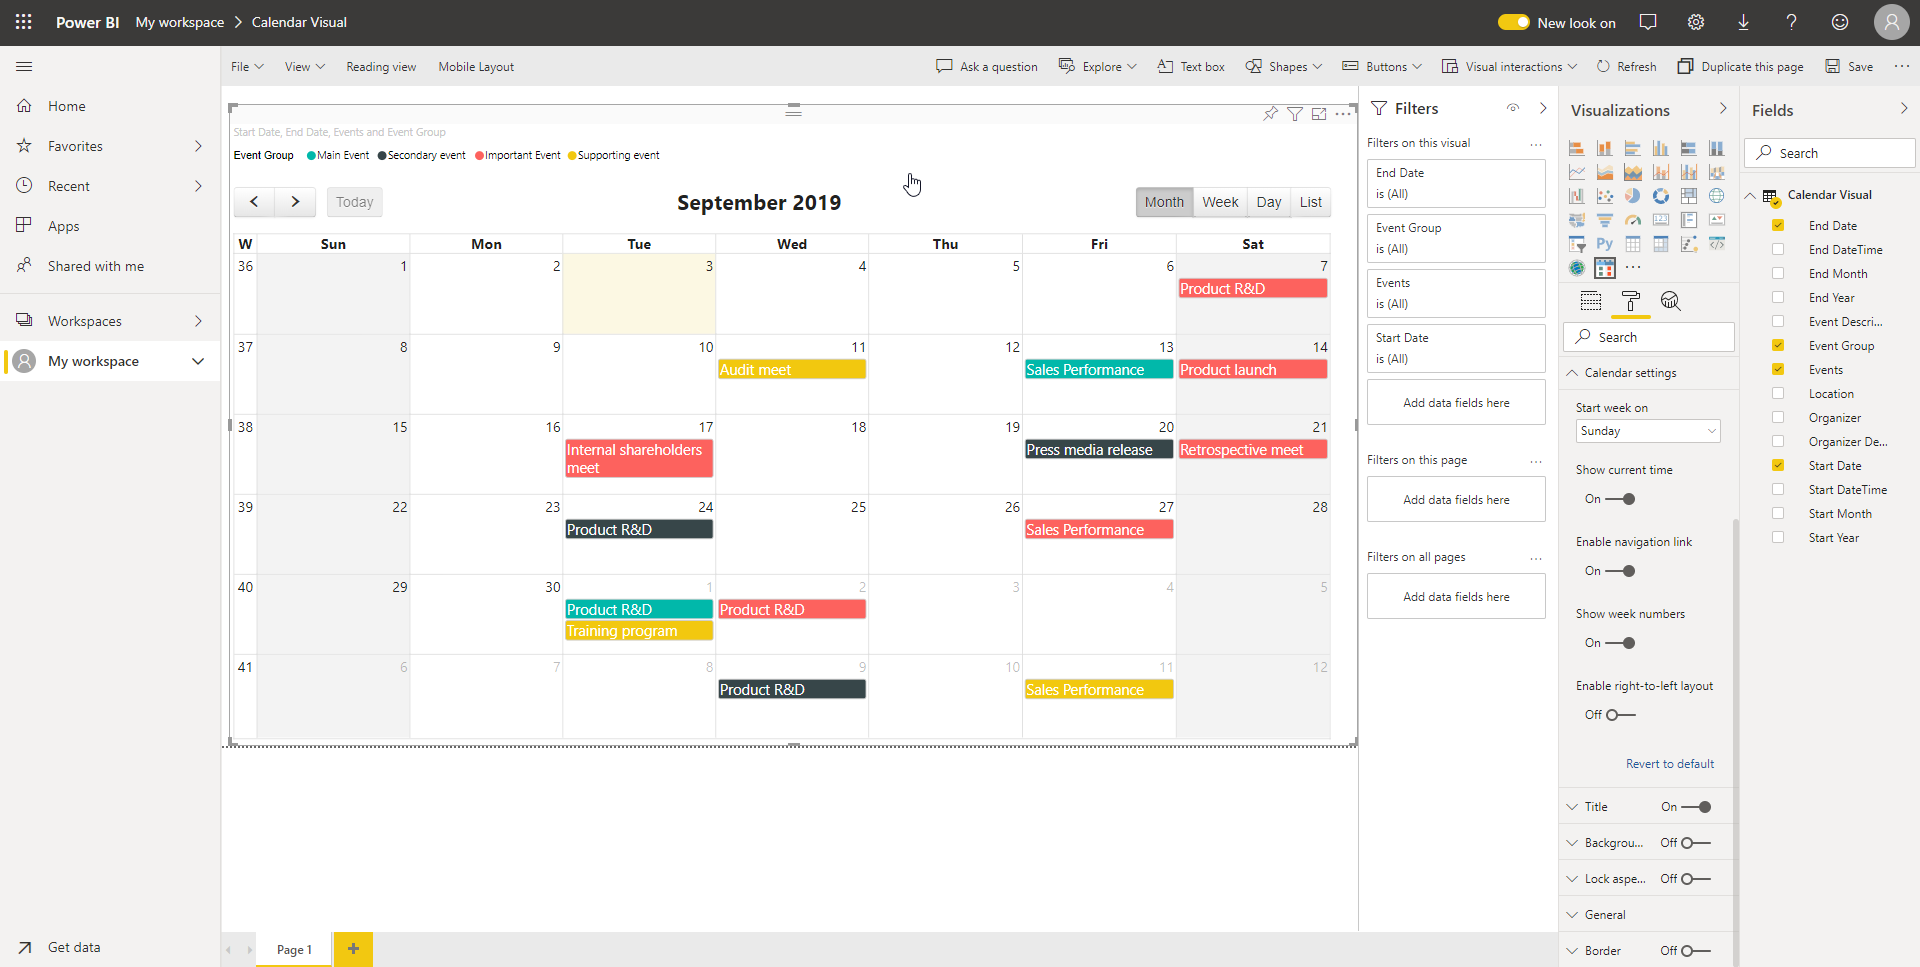 Power BI My workspace Calendar Visual New look on
File View Reading view Mobile Layout Ask a question Explore Text box Shapes Buttons Visual interactions Refresh Duplicate this page Save
Home
Favorites
Recent
Apps
Shared with me
Workspaces
My workspace
Get data
Start Date, End Date, Events and Event Group
Event Group Main Event Secondary event Important Event Supporting event
Today September 2019 Month Week Day List
W Sun Mon Tue Wed Thu Fri Sat
36 1 2 3 4 5 6 7
Product R&D
37 8 9 10 11 12 13 14
Audit meet Sales Performance Product launch
38 15 16 17 18 19 20 21
Internal shareholders Press media release Retrospective meet
meet
39 22 23 24 25 26 27 28
Product R&D Sales Performance
40 29 30 1 2 3 4 5
Product R&D Product R&D
Training program
41 6 7 8 9 10 11 12
Product R&D Sales Performance
Page 1
Filters
Filters on this visual
End Date
is (All)
Event Group
is (All)
Events
is (All)
Start Date
is (All)
Add data fields here
Filters on this page
Add data fields here
Filters on all pages
Add data fields here
Visualizations
123
Py
Search
Calendar settings
Start week on
Sunday
Show current time
On
Enable navigation link
On
Show week numbers
On
Enable right-to-left layout
Off
Revert to default
Title On
Backgrou... Off
Lock aspe... Off
General
Border Off
Fields
Search
Calendar Visual
End Date
End DateTime
End Month
End Year
Event Descri...
Event Group
Events
Location
Organizer
Organizer De...
Start Date
Start DateTime
Start Month
Start Year